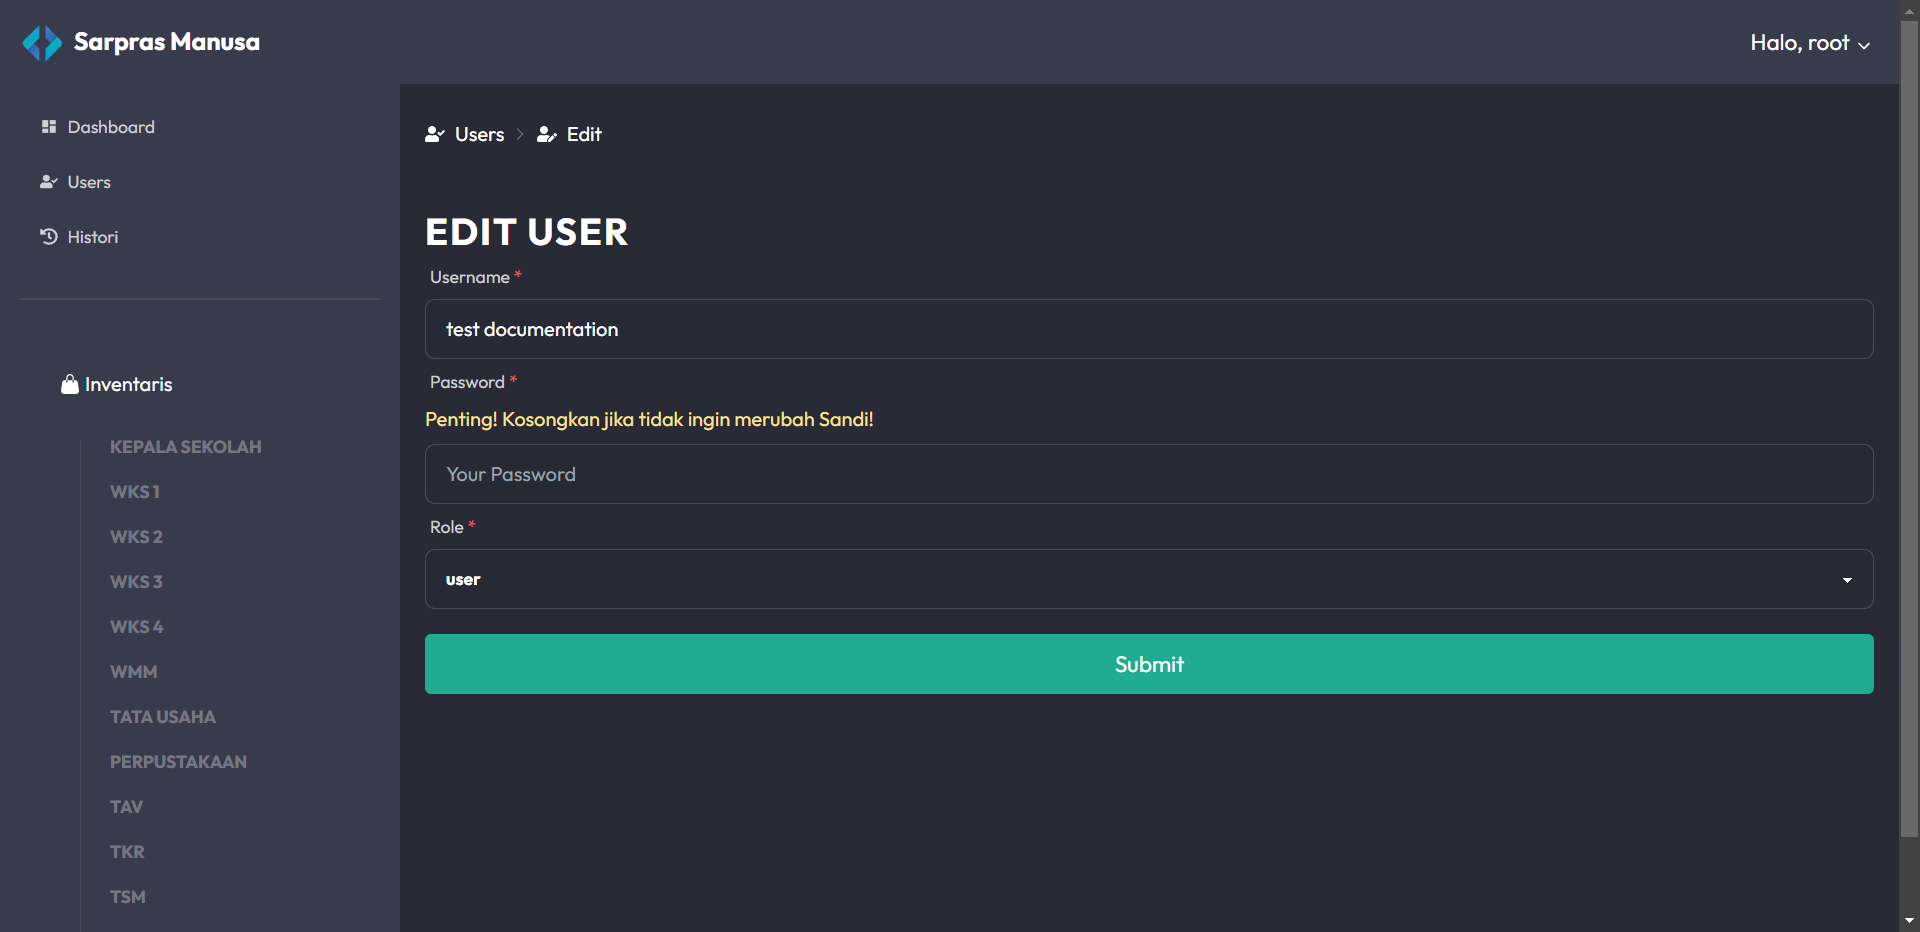 Sarpras Manusa
Halo, root
Dashboard
Users
Histori
Inventaris
KEPALA SEKOLAH
WKS 1
WKS 2
WKS 3
WKS 4
WMM
TATA USAHA
PERPUSTAKAAN
TAV
TKR
TSM
Users > Edit
EDIT USER
Username *
test documentation
Password *
Penting! Kosongkan jika tidak ingin merubah Sandi!
Your Password
Role *
user
Submit